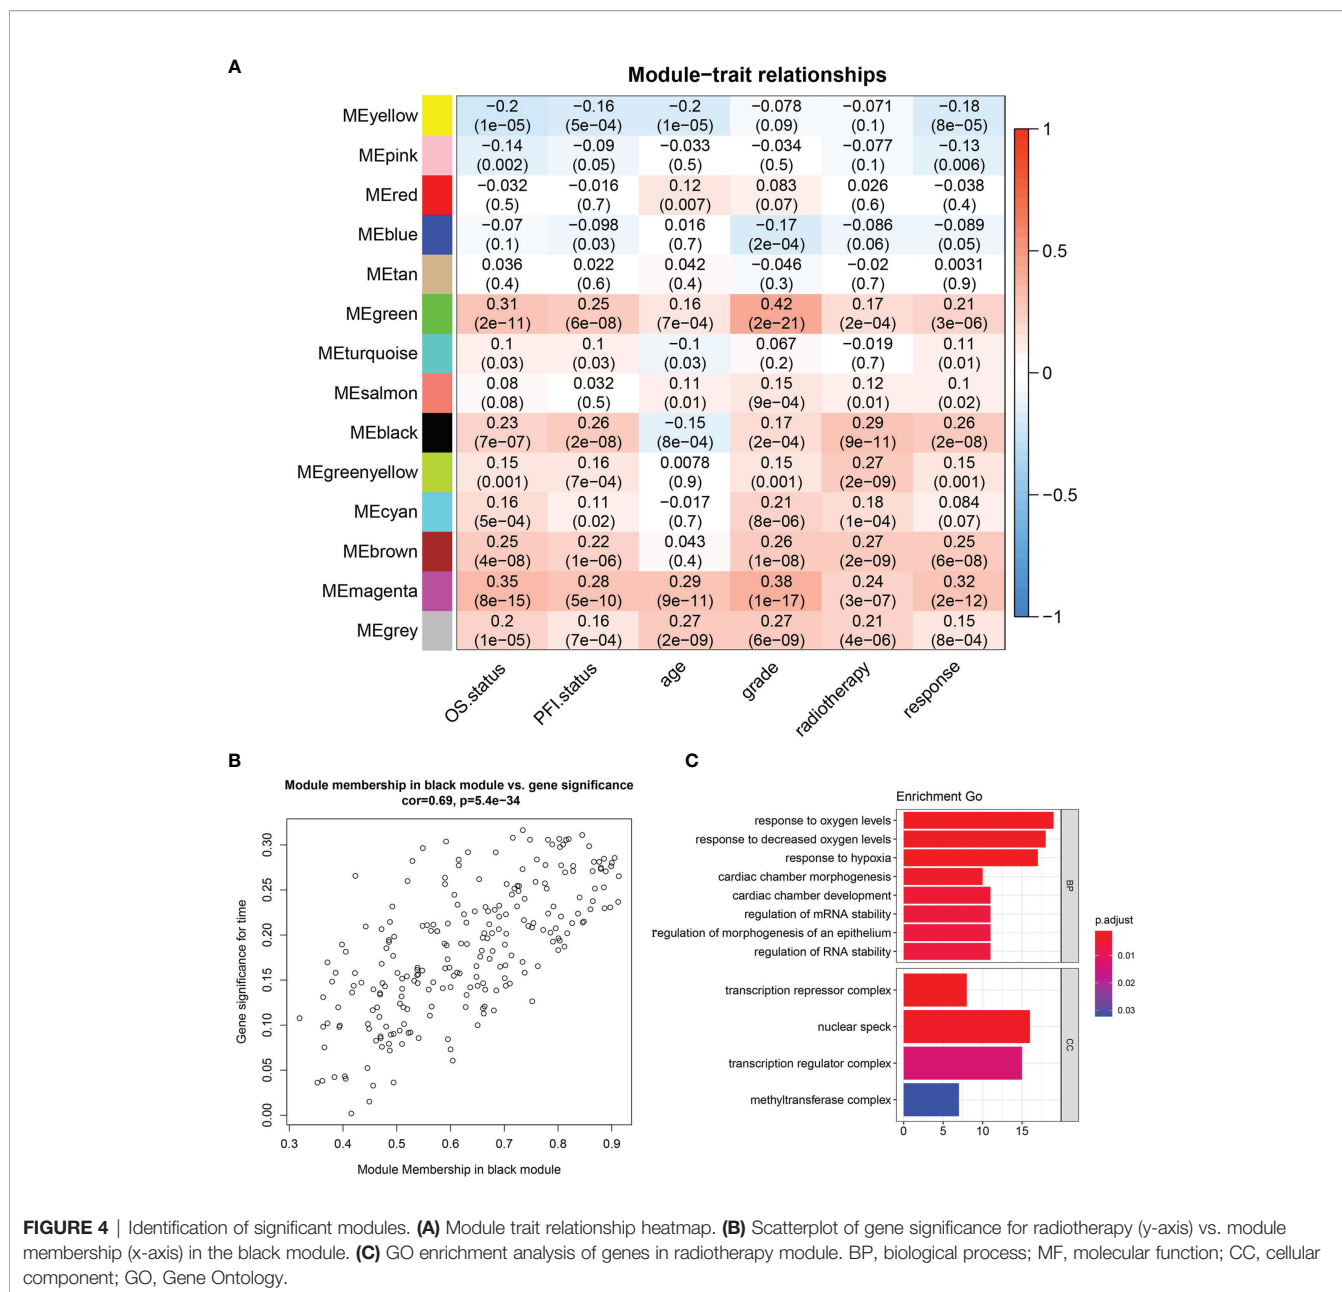 A
Module−trait relationships
MEyellow −0.2 −0.16 −0.2 −0.078 −0.071 −0.18
(1e−05) (5e−04) (1e−05) (0.09) (0.1) (8e−05)
MEpink −0.14 −0.09 −0.033 −0.034 −0.077 −0.13
(0.002) (0.05) (0.5) (0.5) (0.1) (0.006)
MEred −0.032 −0.016 0.12 0.083 0.026 −0.038
(0.5) (0.7) (0.007) (0.07) (0.6) (0.4)
MEblue −0.07 −0.098 0.016 −0.17 −0.086 −0.089
(0.1) (0.03) (0.7) (2e−04) (0.06) (0.05)
MEtan 0.036 0.022 0.042 −0.046 −0.02 0.0031
(0.4) (0.6) (0.4) (0.3) (0.7) (0.9)
MEgreen 0.31 0.25 0.16 0.42 0.17 0.21
(2e−11) (6e−08) (7e−04) (2e−21) (2e−04) (3e−06)
MEturquoise 0.1 0.1 −0.1 0.067 −0.019 0.11
(0.03) (0.03) (0.03) (0.2) (0.7) (0.01)
MEsalmon 0.08 0.032 0.11 0.15 0.12 0.1
(0.08) (0.5) (0.01) (9e−04) (0.01) (0.02)
MEblack 0.23 0.26 −0.15 0.17 0.29 0.26
(7e−07) (2e−08) (8e−04) (2e−04) (9e−11) (2e−08)
MEgreenyellow 0.15 0.16 0.0078 0.15 0.27 0.15
(0.001) (7e−04) (0.9) (0.001) (2e−09) (0.001)
MEcyan 0.16 0.11 −0.017 0.21 0.18 0.084
(5e−04) (0.02) (0.7) (8e−06) (1e−04) (0.07)
MEbrown 0.25 0.22 0.043 0.26 0.27 0.25
(4e−08) (1e−06) (0.4) (1e−08) (2e−09) (6e−08)
MEmagenta 0.35 0.28 0.29 0.38 0.24 0.32
(8e−15) (5e−10) (9e−11) (1e−17) (3e−07) (2e−12)
MEgrey 0.2 0.16 0.27 0.27 0.21 0.15
(1e−05) (7e−04) (2e−09) (6e−09) (4e−06) (8e−04)
OS.status PFI.status age grade radiotherapy response
1
0.5
0
−0.5
−1
B
Module membership in black module vs. gene significance
cor=0.69, p=5.4e−34
Gene significance for time
0.30
0.25
0.20
0.15
0.10
0.05
0.00
0.3 0.4 0.5 0.6 0.7 0.8 0.9
Module Membership in black module
C
Enrichment Go
response to oxygen levels
response to decreased oxygen levels
response to hypoxia
cardiac chamber morphogenesis
cardiac chamber development
regulation of mRNA stability
regulation of morphogenesis of an epithelium
regulation of RNA stability
BP
transcription repressor complex
nuclear speck
transcription regulator complex
methyltransferase complex
CC
0 5 10 15
p.adjust
0.01
0.02
0.03
FIGURE 4 | Identification of significant modules. (A) Module trait relationship heatmap. (B) Scatterplot of gene significance for radiotherapy (y-axis) vs. module
membership (x-axis) in the black module. (C) GO enrichment analysis of genes in radiotherapy module. BP, biological process; MF, molecular function; CC, cellular
component; GO, Gene Ontology.